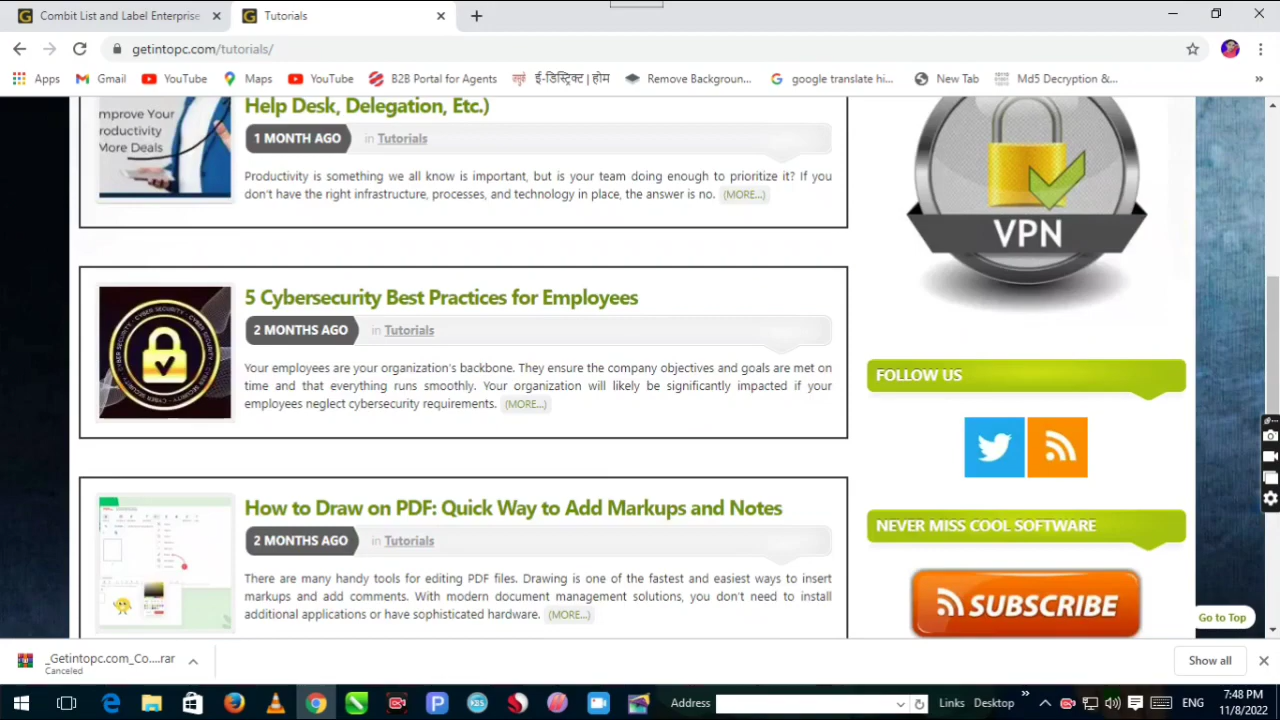 Combit List and Label Enterprise
Tutorials
getintopc.com/tutorials/
Apps Gmail YouTube Maps YouTube B2B Portal for Agents ई-डिस्ट्रिक्ट | होम Remove Backgroun... google translate hi... New Tab Md5 Decryption &... »
mprove Your
roductivity
More Deals
Help Desk, Delegation, Etc.)
1 MONTH AGO in Tutorials
Productivity is something we all know is important, but is your team doing enough to prioritize it? If you
don't have the right infrastructure, processes, and technology in place, the answer is no. (MORE...)
VPN
5 Cybersecurity Best Practices for Employees
2 MONTHS AGO in Tutorials
Your employees are your organization's backbone. They ensure the company objectives and goals are met on
time and that everything runs smoothly. Your organization will likely be significantly impacted if your
employees neglect cybersecurity requirements. (MORE...)
CYBER SECURITY
FOLLOW US
How to Draw on PDF: Quick Way to Add Markups and Notes
2 MONTHS AGO in Tutorials
There are many handy tools for editing PDF files. Drawing is one of the fastest and easiest ways to insert
markups and add comments. With modern document management solutions, you don't need to install
additional applications or have sophisticated hardware. (MORE...)
NEVER MISS COOL SOFTWARE
SUBSCRIBE
Go to Top
_Getintopc.com_Co....rar
Canceled
Show all
Address Links Desktop » ENG 7:48 PM
11/8/2022